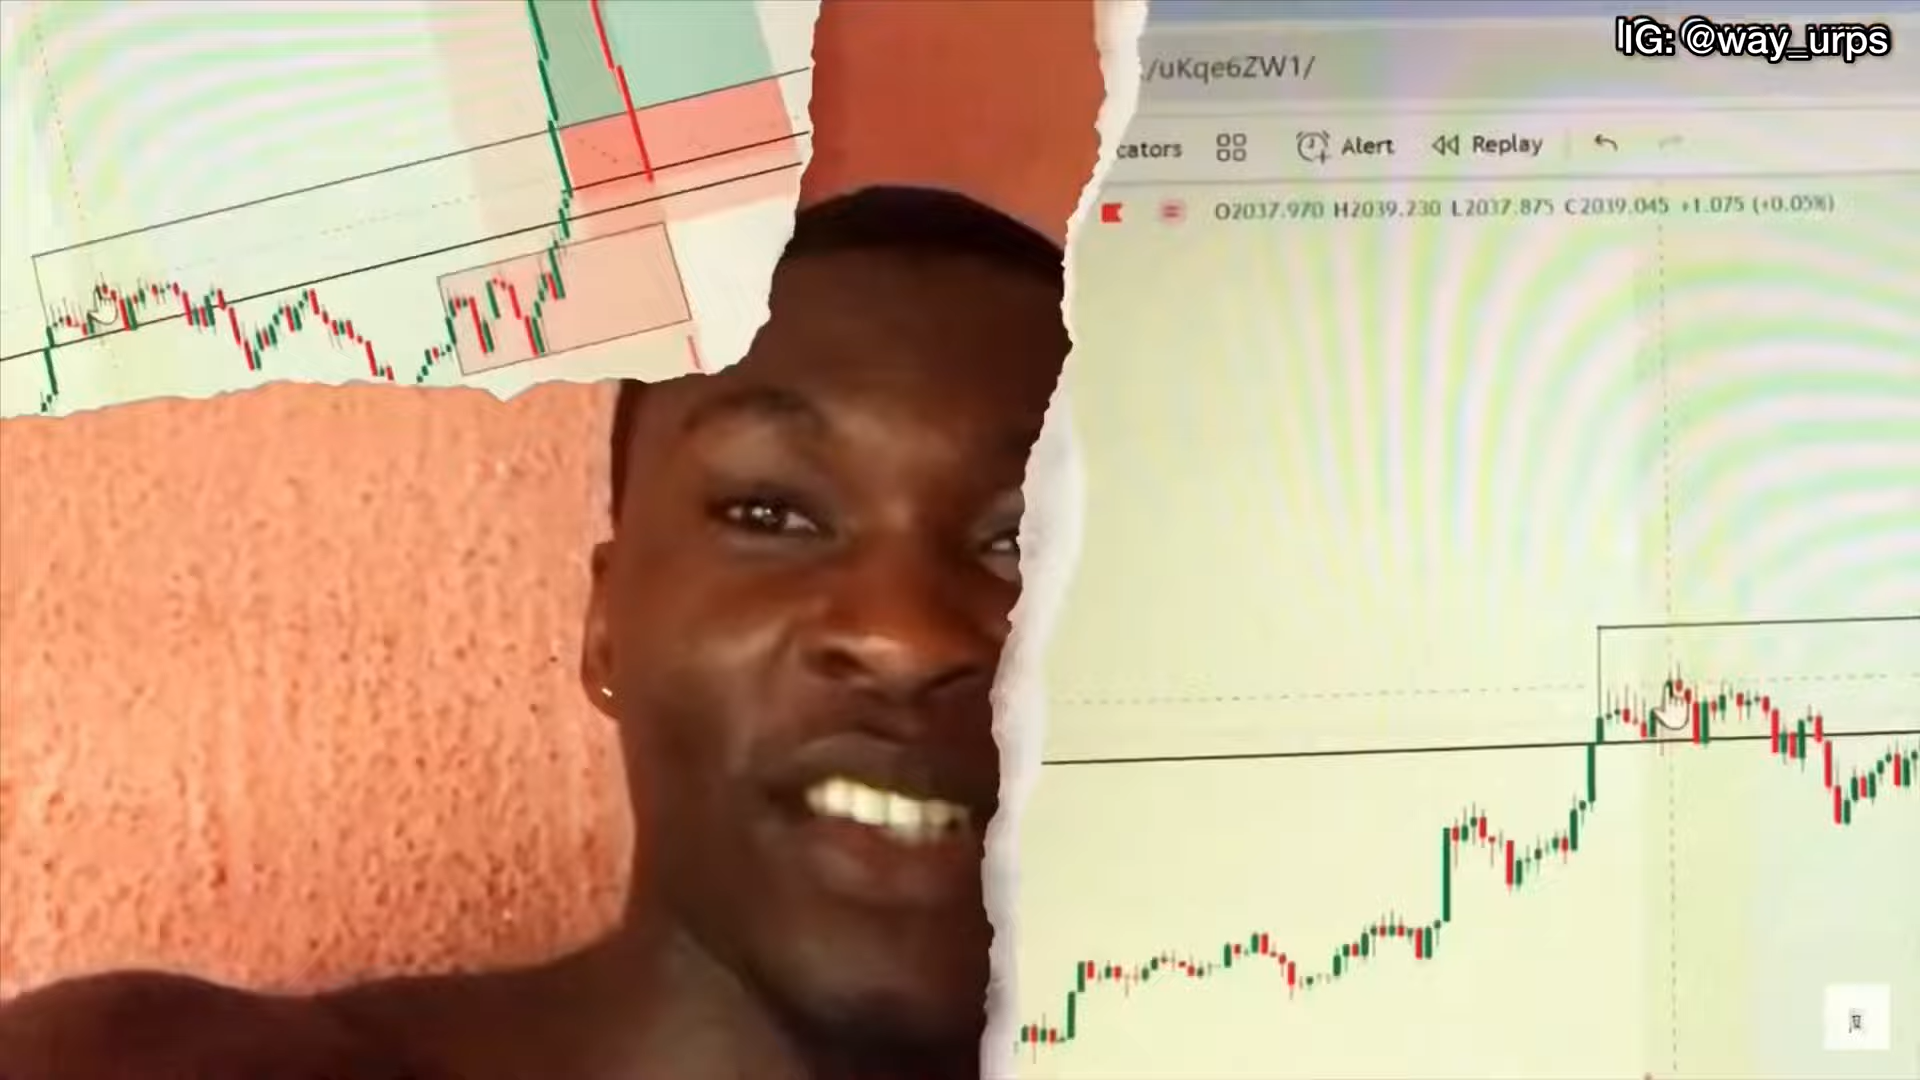 IG: @way_urps
/uKqe6ZW1/
cators Alert Replay
O2037.970 H2039.230 L2037.875 C2039.045 +1.075 (+0.05%)